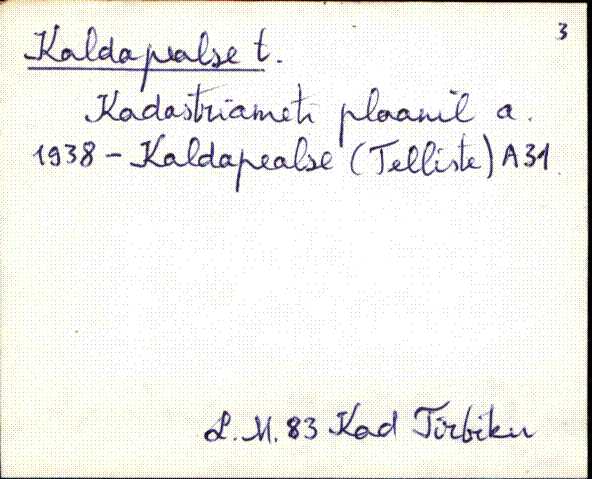 3
Kaldapealse t.
Kadastriameti plaanil a.
1938 – Kaldapealse (Telliste) A31.
L.M. 83 Kad Tirbiku